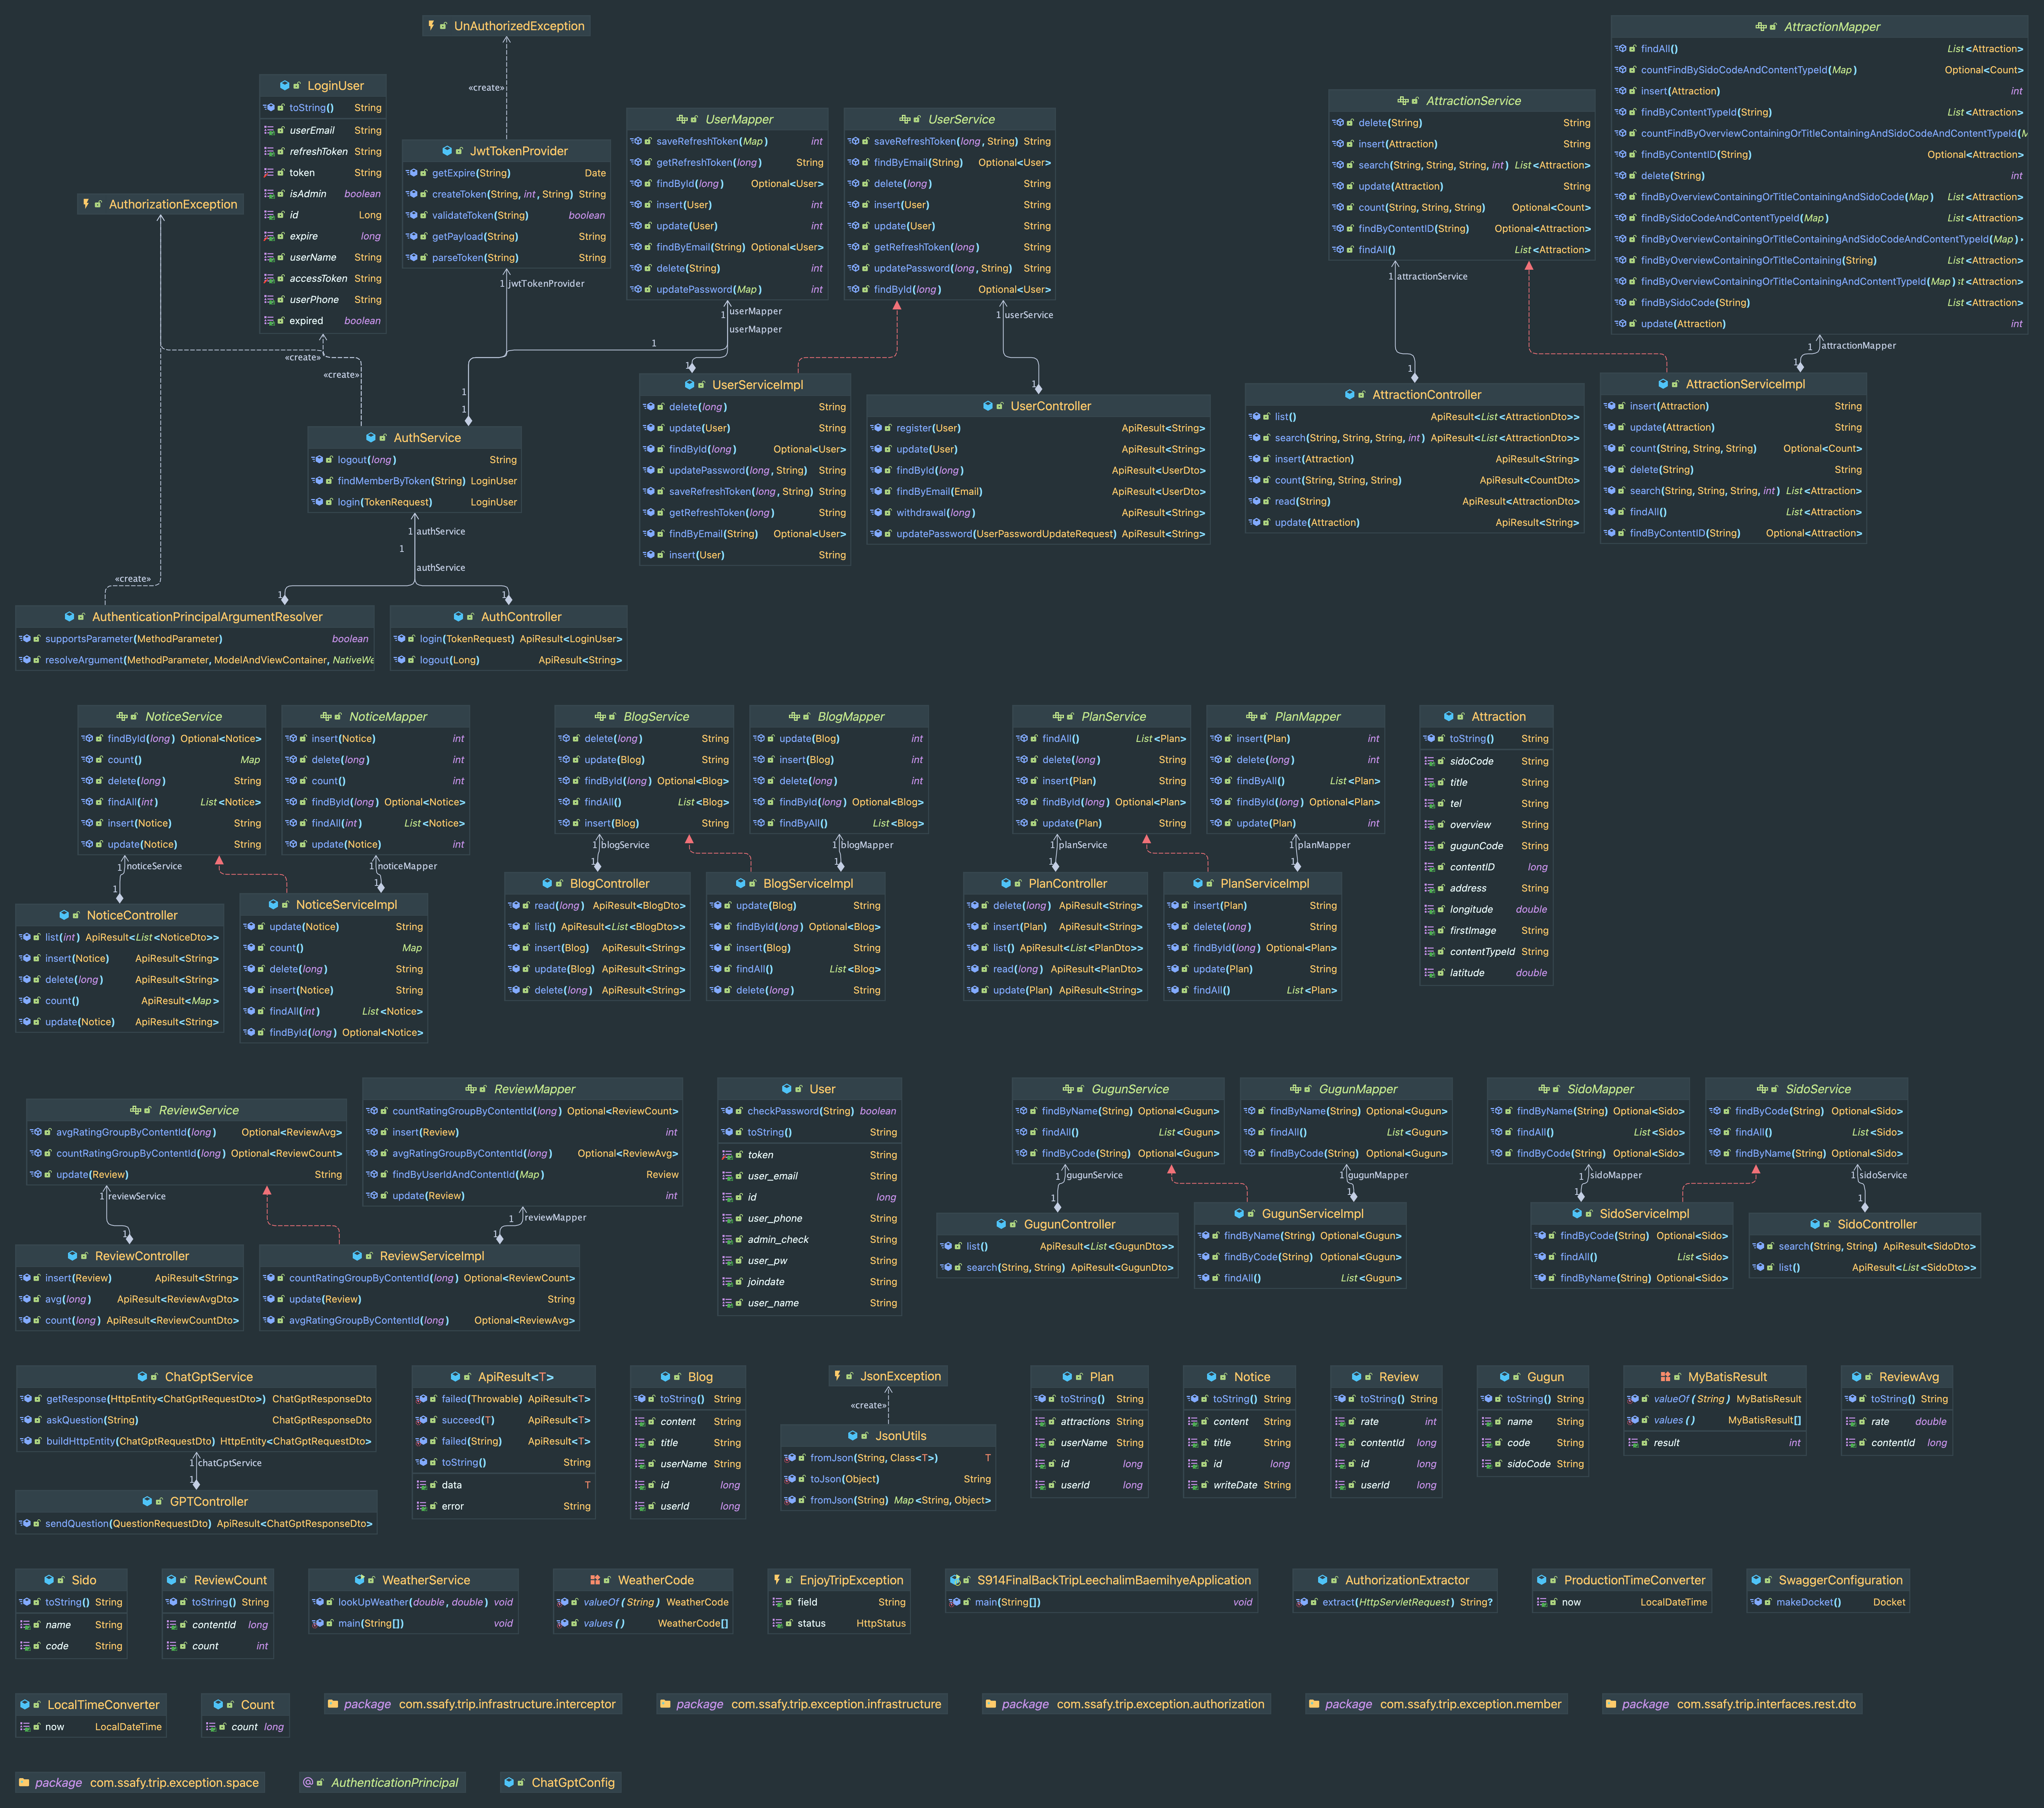 UnAuthorizedException
«create»
LoginUser
toString() String
userEmail String
refreshToken String
token String
isAdmin boolean
id Long
expire long
userName String
accessToken String
userPhone String
expired boolean
JwtTokenProvider
getExpire(String) Date
createToken(String, int, String) String
validateToken(String) boolean
getPayload(String) String
parseToken(String) String
1 jwtTokenProvider
UserMapper
saveRefreshToken(Map) int
getRefreshToken(long) String
findById(long) Optional<User>
insert(User) int
update(User) int
findByEmail(String) Optional<User>
delete(String) int
updatePassword(Map) int
1 userMapper
userMapper
1
UserService
saveRefreshToken(long, String) String
findByEmail(String) Optional<User>
delete(long) String
insert(User) String
update(User) String
getRefreshToken(long) String
updatePassword(long, String) String
findById(long) Optional<User>
1 userService
AttractionService
delete(String) String
insert(Attraction) String
search(String, String, String, int) List<Attraction>
update(Attraction) String
count(String, String, String) Optional<Count>
findByContentID(String) Optional<Attraction>
findAll() List<Attraction>
1 attractionService
AttractionMapper
findAll() List<Attraction>
countFindBySidoCodeAndContentTypeId(Map) Optional<Count>
insert(Attraction) int
findByContentTypeId(String) List<Attraction>
countFindByOverviewContainingOrTitleContainingAndSidoCodeAndContentTypeId(M
findByContentID(String) Optional<Attraction>
delete(String) int
findByOverviewContainingOrTitleContainingAndSidoCode(Map) List<Attraction>
findBySidoCodeAndContentTypeId(Map) List<Attraction>
findByOverviewContainingOrTitleContainingAndSidoCodeAndContentTypeId(Map)
findByOverviewContainingOrTitleContaining(String) List<Attraction>
findByOverviewContainingOrTitleContainingAndContentTypeId(Map) t<Attraction>
findBySidoCode(String) List<Attraction>
update(Attraction) int
1 attractionMapper
AuthorizationException
«create»
«create»
«create»
1
1
AuthService
logout(long) String
findMemberByToken(String) LoginUser
login(TokenRequest) LoginUser
1 authService
1
authService
1
UserServiceImpl
delete(long) String
update(User) String
findById(long) Optional<User>
updatePassword(long, String) String
saveRefreshToken(long, String) String
getRefreshToken(long) String
findByEmail(String) Optional<User>
insert(User) String
1
UserController
register(User) ApiResult<String>
update(User) ApiResult<String>
findById(long) ApiResult<UserDto>
findByEmail(Email) ApiResult<UserDto>
withdrawal(long) ApiResult<String>
updatePassword(UserPasswordUpdateRequest) ApiResult<String>
1
AttractionController
list() ApiResult<List<AttractionDto>>
search(String, String, String, int) ApiResult<List<AttractionDto>>
insert(Attraction) ApiResult<String>
count(String, String, String) ApiResult<CountDto>
read(String) ApiResult<AttractionDto>
update(Attraction) ApiResult<String>
1
AttractionServiceImpl
insert(Attraction) String
update(Attraction) String
count(String, String, String) Optional<Count>
delete(String) String
search(String, String, String, int) List<Attraction>
findAll() List<Attraction>
findByContentID(String) Optional<Attraction>
1
AuthenticationPrincipalArgumentResolver
supportsParameter(MethodParameter) boolean
resolveArgument(MethodParameter, ModelAndViewContainer, NativeWe
1
AuthController
login(TokenRequest) ApiResult<LoginUser>
logout(Long) ApiResult<String>
NoticeService
findById(long) Optional<Notice>
count() Map
delete(long) String
findAll(int) List<Notice>
insert(Notice) String
update(Notice) String
1 noticeService
1
NoticeMapper
insert(Notice) int
delete(long) int
count() int
findById(long) Optional<Notice>
findAll(int) List<Notice>
update(Notice) int
1 noticeMapper
1
BlogService
delete(long) String
update(Blog) String
findById(long) Optional<Blog>
findAll() List<Blog>
insert(Blog) String
1 blogService
1
BlogMapper
update(Blog) int
insert(Blog) int
delete(long) int
findById(long) Optional<Blog>
findByAll() List<Blog>
1 blogMapper
1
PlanService
findAll() List<Plan>
delete(long) String
insert(Plan) String
findById(long) Optional<Plan>
update(Plan) String
1 planService
1
PlanMapper
insert(Plan) int
delete(long) int
findByAll() List<Plan>
findById(long) Optional<Plan>
update(Plan) int
1 planMapper
1
Attraction
toString() String
sidoCode String
title String
tel String
overview String
gugunCode String
contentID long
address String
longitude double
firstImage String
contentTypeId String
latitude double
NoticeController
list(int) ApiResult<List<NoticeDto>>
insert(Notice) ApiResult<String>
delete(long) ApiResult<String>
count() ApiResult<Map>
update(Notice) ApiResult<String>
NoticeServiceImpl
update(Notice) String
count() Map
delete(long) String
insert(Notice) String
findAll(int) List<Notice>
findById(long) Optional<Notice>
BlogController
read(long) ApiResult<BlogDto>
list() ApiResult<List<BlogDto>>
insert(Blog) ApiResult<String>
update(Blog) ApiResult<String>
delete(long) ApiResult<String>
BlogServiceImpl
update(Blog) String
findById(long) Optional<Blog>
insert(Blog) String
findAll() List<Blog>
delete(long) String
PlanController
delete(long) ApiResult<String>
insert(Plan) ApiResult<String>
list() ApiResult<List<PlanDto>>
read(long) ApiResult<PlanDto>
update(Plan) ApiResult<String>
PlanServiceImpl
insert(Plan) String
delete(long) String
findById(long) Optional<Plan>
update(Plan) String
findAll() List<Plan>
ReviewService
avgRatingGroupByContentId(long) Optional<ReviewAvg>
countRatingGroupByContentId(long) Optional<ReviewCount>
update(Review) String
1 reviewService
1
ReviewMapper
countRatingGroupByContentId(long) Optional<ReviewCount>
insert(Review) int
avgRatingGroupByContentId(long) Optional<ReviewAvg>
findByUserIdAndContentId(Map) Review
update(Review) int
1 reviewMapper
1
User
checkPassword(String) boolean
toString() String
token String
user_email String
id long
user_phone String
admin_check String
user_pw String
joindate String
user_name String
GugunService
findByName(String) Optional<Gugun>
findAll() List<Gugun>
findByCode(String) Optional<Gugun>
1 gugunService
1
GugunMapper
findByName(String) Optional<Gugun>
findAll() List<Gugun>
findByCode(String) Optional<Gugun>
1 gugunMapper
1
SidoMapper
findByName(String) Optional<Sido>
findAll() List<Sido>
findByCode(String) Optional<Sido>
1 sidoMapper
1
SidoService
findByCode(String) Optional<Sido>
findAll() List<Sido>
findByName(String) Optional<Sido>
1 sidoService
1
ReviewController
insert(Review) ApiResult<String>
avg(long) ApiResult<ReviewAvgDto>
count(long) ApiResult<ReviewCountDto>
ReviewServiceImpl
countRatingGroupByContentId(long) Optional<ReviewCount>
update(Review) String
avgRatingGroupByContentId(long) Optional<ReviewAvg>
GugunController
list() ApiResult<List<GugunDto>>
search(String, String) ApiResult<GugunDto>
GugunServiceImpl
findByName(String) Optional<Gugun>
findByCode(String) Optional<Gugun>
findAll() List<Gugun>
SidoServiceImpl
findByCode(String) Optional<Sido>
findAll() List<Sido>
findByName(String) Optional<Sido>
SidoController
search(String, String) ApiResult<SidoDto>
list() ApiResult<List<SidoDto>>
ChatGptService
getResponse(HttpEntity<ChatGptRequestDto>) ChatGptResponseDto
askQuestion(String) ChatGptResponseDto
buildHttpEntity(ChatGptRequestDto) HttpEntity<ChatGptRequestDto>
1 chatGptService
1
GPTController
sendQuestion(QuestionRequestDto) ApiResult<ChatGptResponseDto>
ApiResult<T>
failed(Throwable) ApiResult<T>
succeed(T) ApiResult<T>
failed(String) ApiResult<T>
toString() String
data T
error String
Blog
toString() String
content String
title String
userName String
id long
userId long
JsonException
«create»
JsonUtils
fromJson(String, Class<T>) T
toJson(Object) String
fromJson(String) Map<String, Object>
Plan
toString() String
attractions String
userName String
id long
userId long
Notice
toString() String
content String
title String
id long
writeDate String
Review
toString() String
rate int
contentId long
id long
userId long
Gugun
toString() String
name String
code String
sidoCode String
MyBatisResult
valueOf(String) MyBatisResult
values() MyBatisResult[]
result int
ReviewAvg
toString() String
rate double
contentId long
Sido
toString() String
name String
code String
ReviewCount
toString() String
contentId long
count int
WeatherService
lookUpWeather(double, double) void
main(String[]) void
WeatherCode
valueOf(String) WeatherCode
values() WeatherCode[]
EnjoyTripException
field String
status HttpStatus
S914FinalBackTripLeechalimBaemihyeApplication
main(String[]) void
AuthorizationExtractor
extract(HttpServletRequest) String?
ProductionTimeConverter
now LocalDateTime
SwaggerConfiguration
makeDocket() Docket
LocalTimeConverter
now LocalDateTime
Count
count long
package com.ssafy.trip.infrastructure.interceptor
package com.ssafy.trip.exception.infrastructure
package com.ssafy.trip.exception.authorization
package com.ssafy.trip.exception.member
package com.ssafy.trip.interfaces.rest.dto
package com.ssafy.trip.exception.space
AuthenticationPrincipal
ChatGptConfig